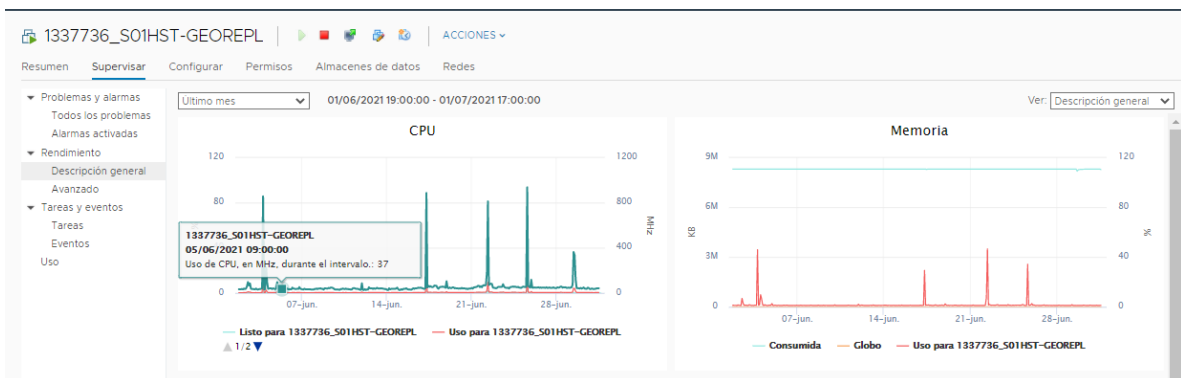 1337736_S01HST-GEOREPL ACCIONES
Resumen Supervisar Configurar Permisos Almacenes de datos Redes
Problemas y alarmas
Todos los problemas
Alarmas activadas
Rendimiento
Descripción general
Avanzado
Tareas y eventos
Tareas
Eventos
Uso
Último mes 01/06/2021 19:00:00 - 01/07/2021 17:00:00 Ver: Descripción general
CPU
120 1200
80 800
MHz
400
0 0
1337736_S01HST-GEOREPL
05/06/2021 09:00:00
Uso de CPU, en MHz, durante el intervalo.: 37
07-jun. 14-jun. 21-jun. 28-jun.
Listo para 1337736_S01HST-GEOREPL Uso para 1337736_S01HST-GEOREPL
1/2
Memoria
9M 120
6M 80
KB %
3M 40
0 0
07-jun. 14-jun. 21-jun. 28-jun.
Consumida Globo Uso para 1337736_S01HST-GEOREPL